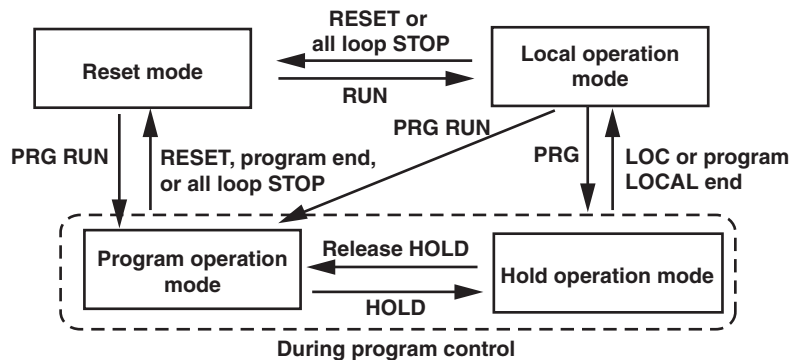 RESET or
all loop STOP
Reset mode
Local operation
mode
RUN
PRG RUN
RESET, program end,
or all loop STOP
PRG RUN
PRG
LOC or program
LOCAL end
Program operation
mode
Release HOLD
HOLD
Hold operation mode
During program control